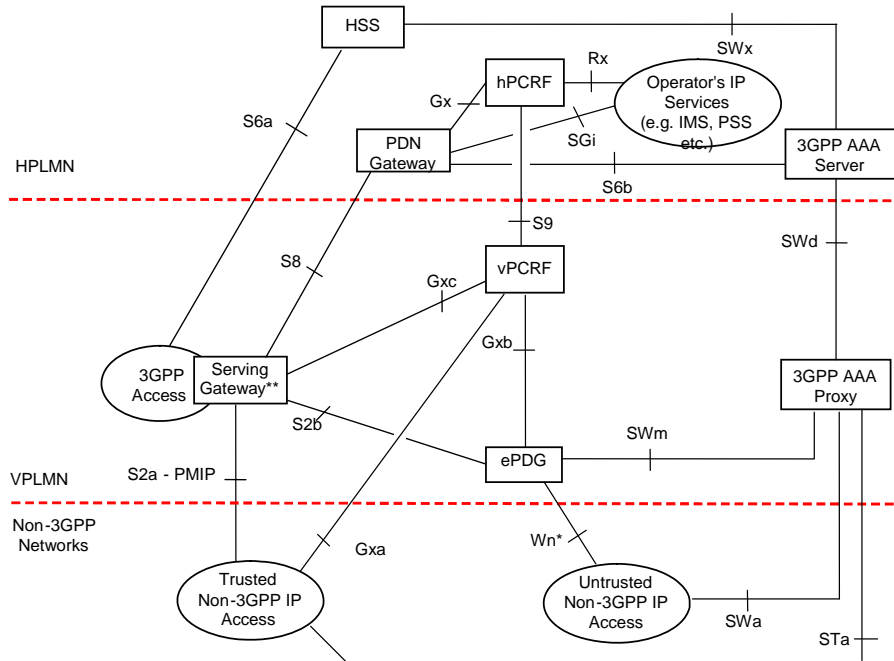 HSS
SWx
hPCRF
Rx
Operator's IP
Services
(e.g. IMS, PSS
etc.)
Gx
S6a
PDN
Gateway
SGi
3GPP AAA
Server
HPLMN
S6b
S9
SWd
S8
Gxc
vPCRF
Gxb
3GPP
Access
Serving
Gateway**
3GPP AAA
Proxy
S2b
SWm
ePDG
S2a - PMIP
VPLMN
Non-3GPP
Networks
Gxa
Wn*
Trusted
Non-3GPP IP
Access
Untrusted
Non-3GPP IP
Access
SWa
STa